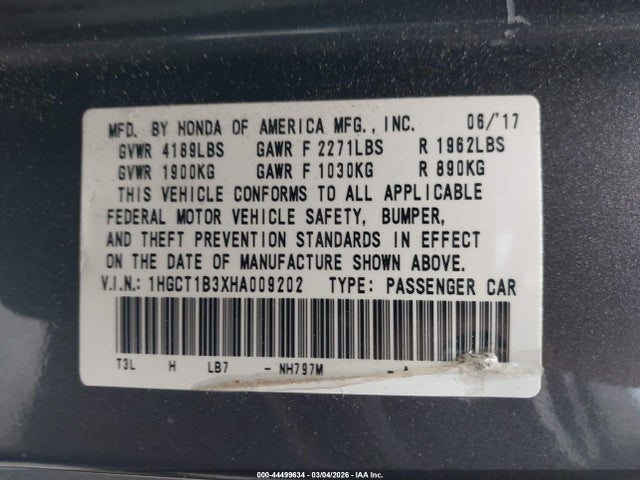 MFD. BY HONDA OF AMERICA MFG., INC. 06/'17
GVWR 4189LBS GAWR F 2271LBS R 1962LBS
GVWR 1900KG GAWR F 1030KG R 890KG
THIS VEHICLE CONFORMS TO ALL APPLICABLE
FEDERAL MOTOR VEHICLE SAFETY, BUMPER,
AND THEFT PREVENTION STANDARDS IN EFFECT
ON THE DATE OF MANUFACTURE SHOWN ABOVE.
V.I.N.: 1HGCT1B3XHA009202 TYPE: PASSENGER CAR
T3L H LB7 - NH797M - A
000-44499634 - 03/04/2026 - IAA Inc.